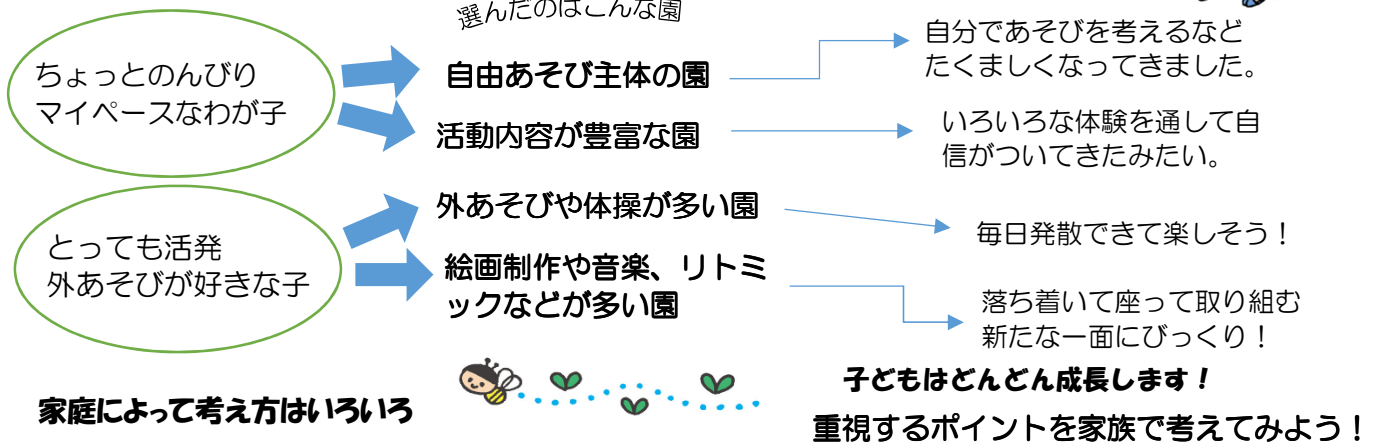 選んだのはこんな園
ちょっとのんびり
マイペースなわが子
自由あそび主体の園
自分であそびを考えるなど
たくましくなってきました。
活動内容が豊富な園
いろいろな体験を通して自
信がついてきたみたい。
とっても活発
外あそびが好きな子
外あそびや体操が多い園
毎日発散できて楽しそう！
絵画制作や音楽、リトミ
ックなどが多い園
落ち着いて座って取り組む
新たな一面にびっくり！
家庭によって考え方はいろいろ
子どもはどんどん成長します！
重視するポイントを家族で考えてみよう！